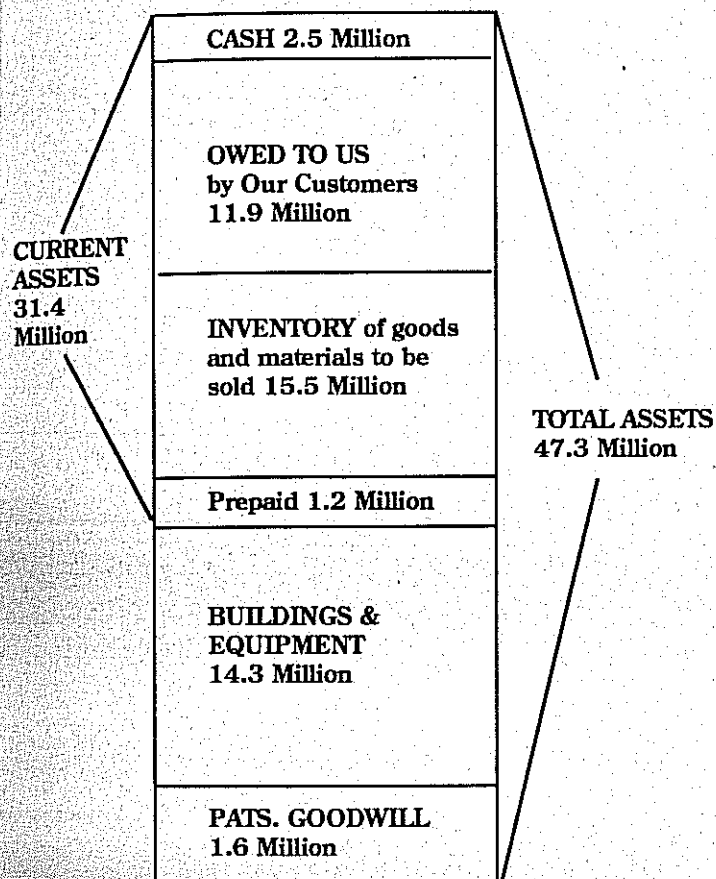 CASH 2.5 Million
OWED TO US
by Our Customers
11.9 Million
CURRENT
ASSETS
31.4
Million
INVENTORY of goods
and materials to be
sold 15.5 Million
TOTAL ASSETS
47.3 Million
Prepaid 1.2 Million
BUILDINGS &
EQUIPMENT
14.3 Million
PATS. GOODWILL
1.6 Million